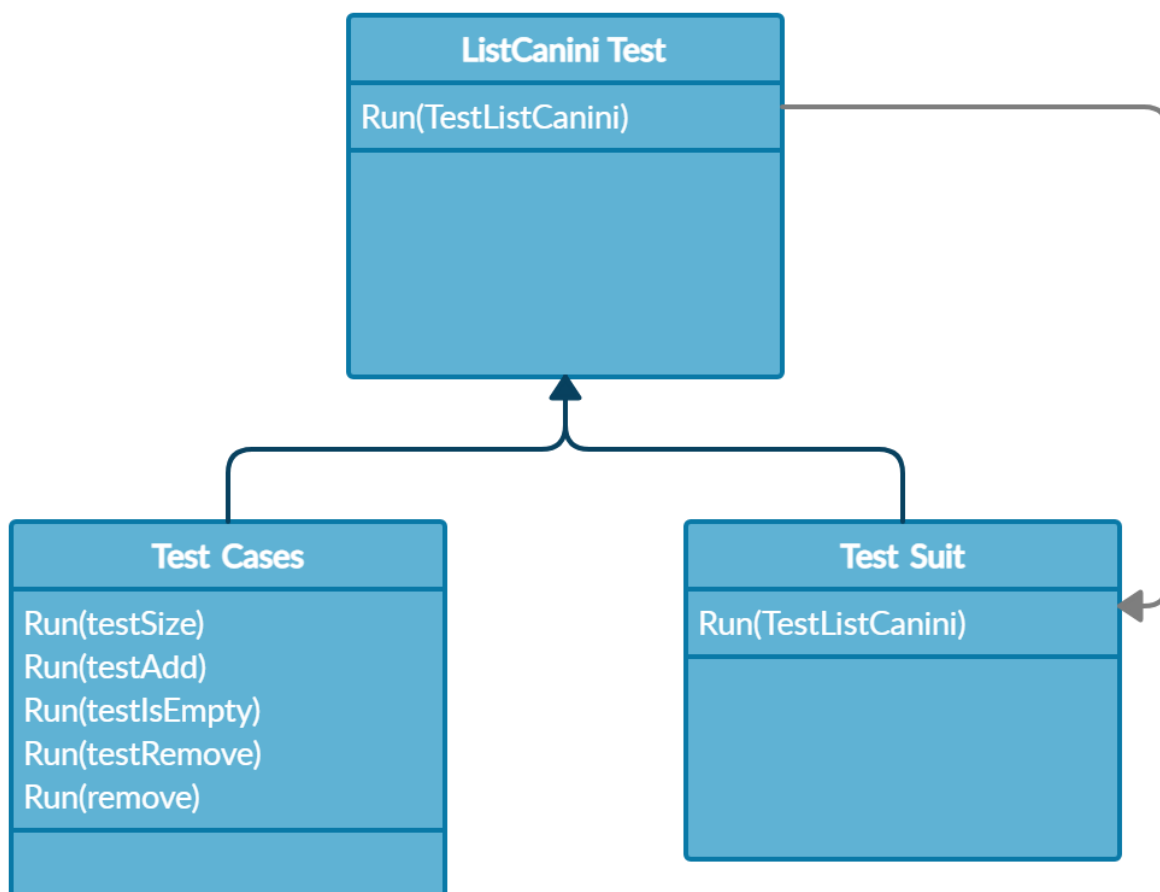 ListCanini Test
Run(TestListCanini)
Test Cases
Run(testSize)
Run(testAdd)
Run(testIsEmpty)
Run(testRemove)
Run(remove)
Test Suit
Run(TestListCanini)